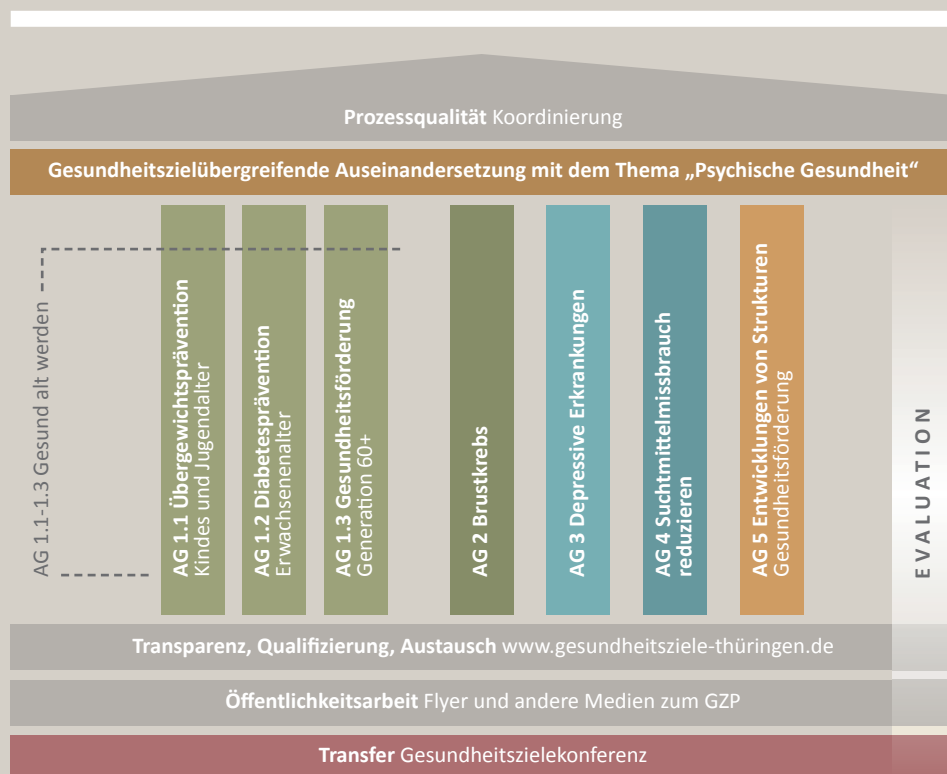 Prozessqualität Koordinierung
Gesundheitszielübergreifende Auseinandersetzung mit dem Thema „Psychische Gesundheit“
AG 1.1-1.3 Gesund alt werden
AG 1.1 Übergewichtsprävention
Kindes und Jugendalter
AG 1.2 Diabetesprävention
Erwachsenenalter
AG 1.3 Gesundheitsförderung
Generation 60+
AG 2 Brustkrebs
AG 3 Depressive Erkrankungen
AG 4 Suchtmittelmissbrauch
reduzieren
AG 5 Entwicklungen von Strukturen
Gesundheitsförderung
EVALUATION
Transparenz, Qualifizierung, Austausch www.gesundheitsziele-thüringen.de
Öffentlichkeitsarbeit Flyer und andere Medien zum GZP
Transfer Gesundheitszielekonferenz